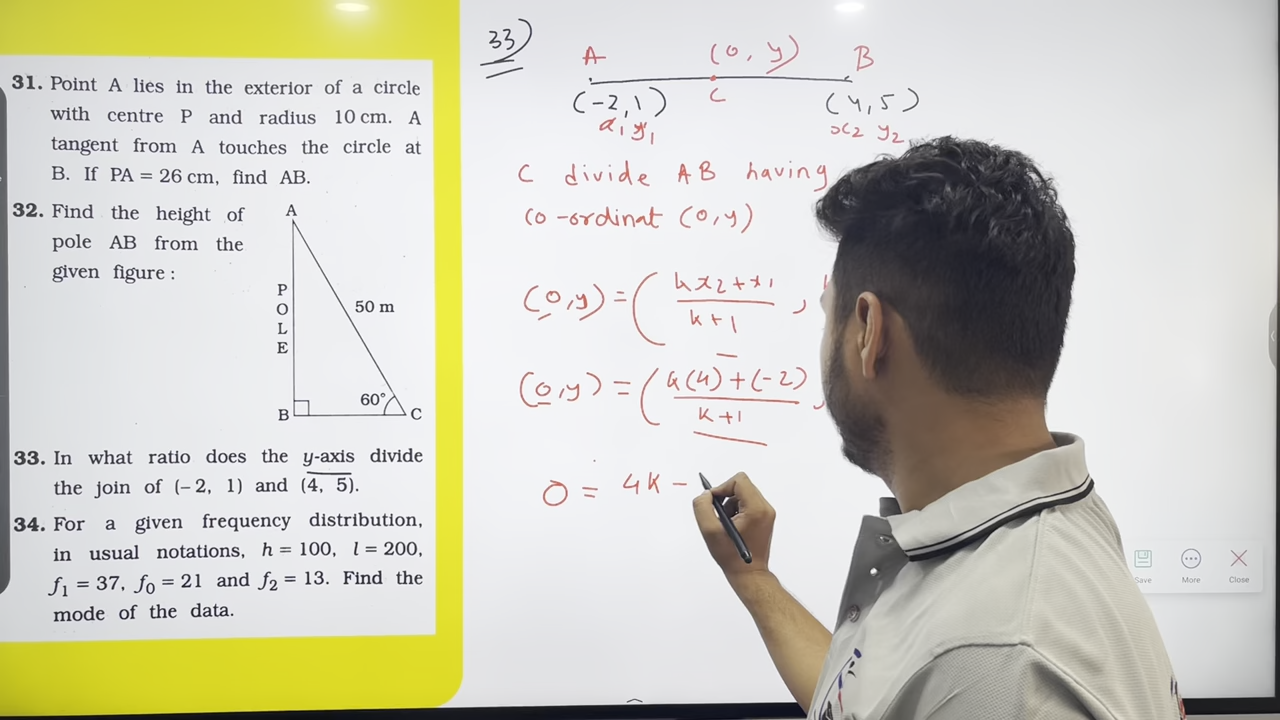 31. Point A lies in the exterior of a circle
with centre P and radius 10 cm. A
tangent from A touches the circle at
B. If PA = 26 cm, find AB.
32. Find the height of
pole AB from the
given figure :
A
POLE
50 m
60°
B
C
33. In what ratio does the y-axis divide
the join of (– 2, 1) and (4, 5).
34. For a given frequency distribution,
in usual notations, h = 100, l = 200,
f₁ = 37, f₀ = 21 and f₂ = 13. Find the
mode of the data.
33)
A (0, y) B
(-2, 1) C (4, 5)
x₁ y₁ x₂ y₂
C divide AB having
co-ordinat (0, y)
(0, y) = ( kx₂ + x₁ / k+1 ,
(0, y) = ( k(4) + (-2) / k+1 ,
0 = 4k -
Save
More
Close